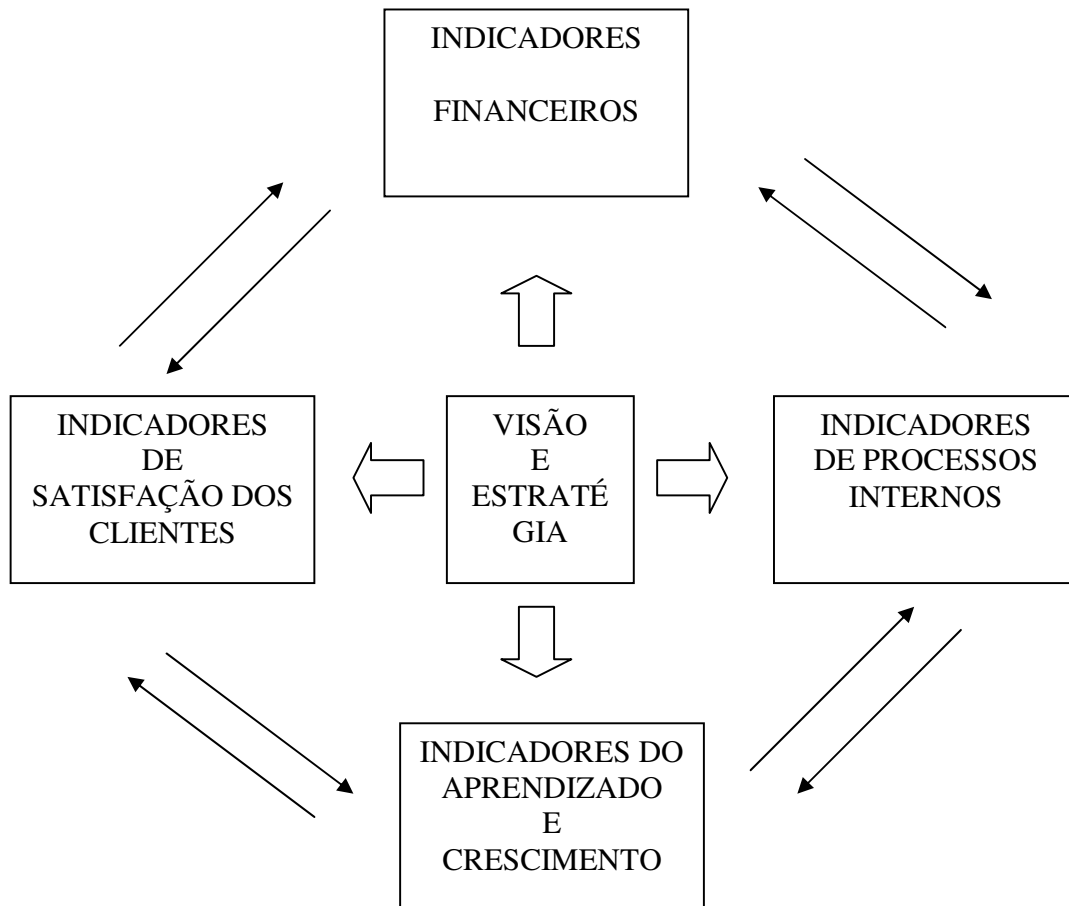 INDICADORES
FINANCEIROS
INDICADORES
DE
SATISFAÇÃO DOS
CLIENTES
VISÃO
E
ESTRATÉ
GIA
INDICADORES
DE PROCESSOS
INTERNOS
INDICADORES DO
APRENDIZADO
E
CRESCIMENTO